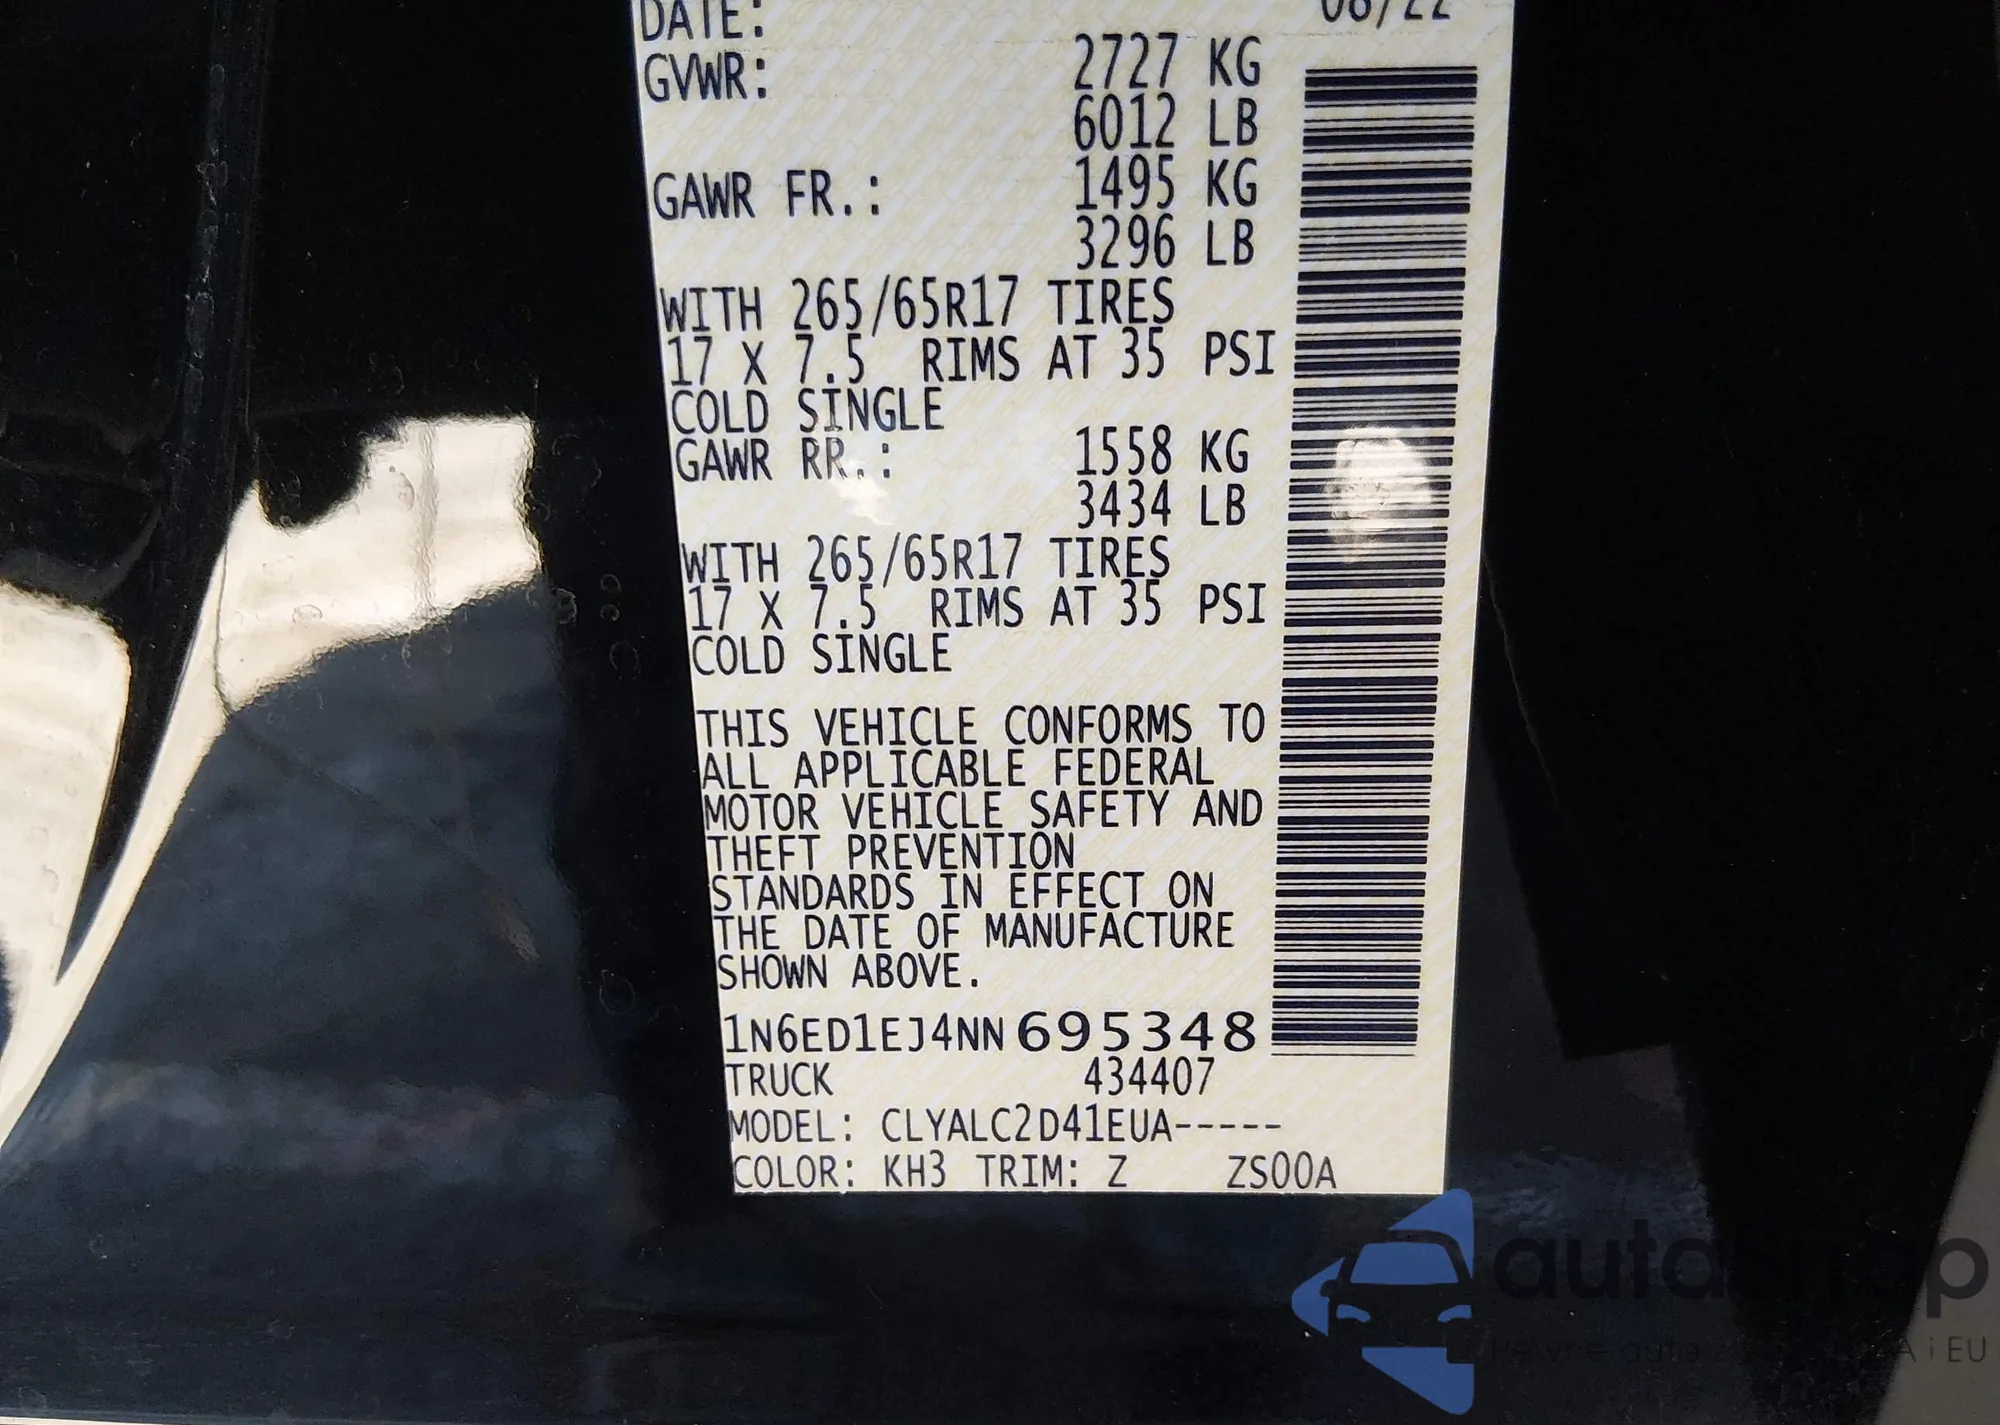 DATE: 08/22
GVWR: 2727 KG
6012 LB
GAWR FR.: 1495 KG
3296 LB
WITH 265/65R17 TIRES
17 X 7.5 RIMS AT 35 PSI
COLD SINGLE
GAWR RR.: 1558 KG
3434 LB
WITH 265/65R17 TIRES
17 X 7.5 RIMS AT 35 PSI
COLD SINGLE
THIS VEHICLE CONFORMS TO
ALL APPLICABLE FEDERAL
MOTOR VEHICLE SAFETY AND
THEFT PREVENTION
STANDARDS IN EFFECT ON
THE DATE OF MANUFACTURE
SHOWN ABOVE.
1N6ED1EJ4NN695348
TRUCK 434407
MODEL: CLYALC2D41EUA-----
COLOR: KH3 TRIM: Z ZS00A
i EU